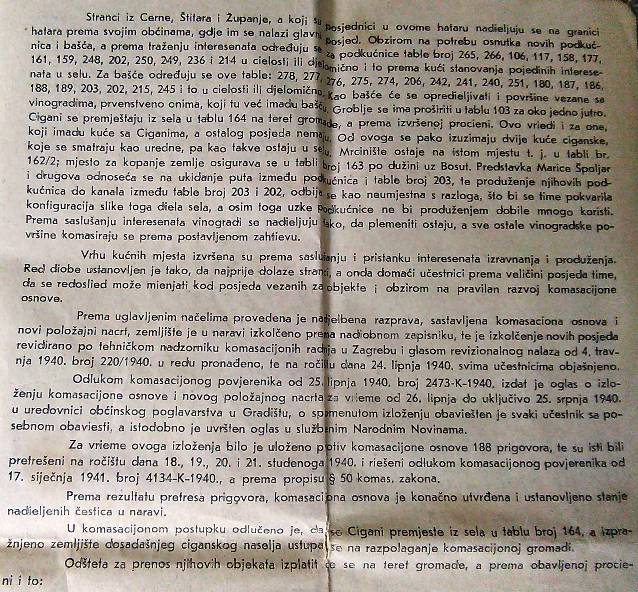 Stranci iz Cerne, Štitara i Županje, a koji su posjednici u ovome hataru nadieljuju se na granici
hatara prema svojim obćinama, gdje im se nalazi glavni posjed. Obzirom na potrebu osnutka novih podkuć-
nica i bašća, a prema traženju interesenata određuju se za podkućnice table broj 265, 266, 106, 117, 158, 177,
161, 159, 248, 202, 250, 249, 236 i 214 u cielosti ili djelomično i to prema kući stanovanja pojedinih interese-
nata u selu. Za bašče određuju se ove table: 278, 277, 276, 275, 274, 206, 242, 241, 240, 251, 180, 187, 186,
188, 189, 203, 202, 215, 245 i to u cielosti ili djelomično. Kao bašće će se opredieljivati i površine vezane sa
vinogradima, prvenstveno onima, koji tu već imadu bašću. Groblje se ima proširiti u tablu 103 za oko jedno jutro.
Cigani se premještaju iz sela u tablu 164 na teret gromade, a prema izvršenoj procieni. Ovo vriedi i za one,
koji imadu kuće sa Ciganima, a ostalog posjeda nemaju. Od ovoga se pako izuzimaju dvije kuće ciganske,
koje se smatraju kao uredne, pa kao takve ostaju u selu. Mrcinište ostaje na istom mjestu t. j. u tabli br.
162/2; mjesto za kopanje zemlje osigurava se u tabli broj 163 po dužini uz Bosut. Predstavka Marice Špoljar
i drugova odnoseća se na ukidanje puta između podkućnica i table broj 203, te produženje njihovih pod-
kućnica do kanala između table broj 203 i 202, odbija se kao neumjestna s razloga, što bi se time pokvarila
konfiguracija slike toga diela sela, a osim toga uzke podkućnice ne bi produženjem dobile mnogo koristi.
Prema saslušanju interesenata vinogradi se nadieljuju tako, da plemeniti ostaju, a sve ostale vinogradske po-
vršine komasiraju se prema postavljenom zahtievu.
Vrhu kućnih mjesta izvršena su prema saslušanju i pristanku interesenata izravnanja i produženja.
Red diobe ustanovljen je tako, da najprije dolaze stranci, a onda domaći učestnici prema veličini posjeda time,
da se redoslied može mienjati kod posjeda vezanih za objekte i obzirom na pravilan razvoj komasacione
osnove.
Prema uglavljenim načelima provedena je nadjelbena razprava, sastavljena komasaciona osnova i
novi položajni nacrt, zemljište je u naravi izkolčeno prema nadiobnom zapisniku, te je izkolčenje novih posjeda
revidirano po tehničkom nadzorniku komasacijonih radnja u Zagrebu i glasom revizionalnog nalaza od 4. trav-
nja 1940. broj 220/1940. u redu pronađeno, te na ročištu dana 24. lipnja 1940. svima učestnicima objašnjeno.
Odlukom komasacijonog povjerenika od 25. lipnja 1940. broj 2473-K-1940. izdat je oglas o izlo-
ženju komasacione osnove i novog položajnog nacrta za vrieme od 26. lipnja do uključivo 25. srpnja 1940.
u uredovnici obćinskog poglavarstva u Gradištu, o spomenutom izloženju obaviešten je svaki učestnik sa po-
sebnom obaviesti, a istodobno je uvršten oglas u službenim Narodnim Novinama.
Za vrieme ovoga izloženja bilo je uloženo protiv komasacione osnove 188 prigovora, te su isti bili
pretrešeni na ročištu dana 18., 19., 20. i 21. studenoga 1940. i riešeni odlukom komasacijonog povjerenika od
17. siječnja 1941. broj 4134-K-1940., a prema propisu § 50 komas. zakona.
Prema rezultatu pretresa prigovora, komasaciona osnova je konačno utvrđena i ustanovljeno stanje
nadieljenih čestica u naravi.
U komasacijonom postupku odlučeno je, da se Cigani premjeste iz sela u tablu broj 164, a izpra-
žnjeno zemljište dosadašnjeg ciganskog naselja ustupa se na razpolaganje komasacijonoj gromadi.
Odšteta za prenos njihovih objekata izplatit će se na teret gromade, a prema obavljenoj procie-
ni i to: